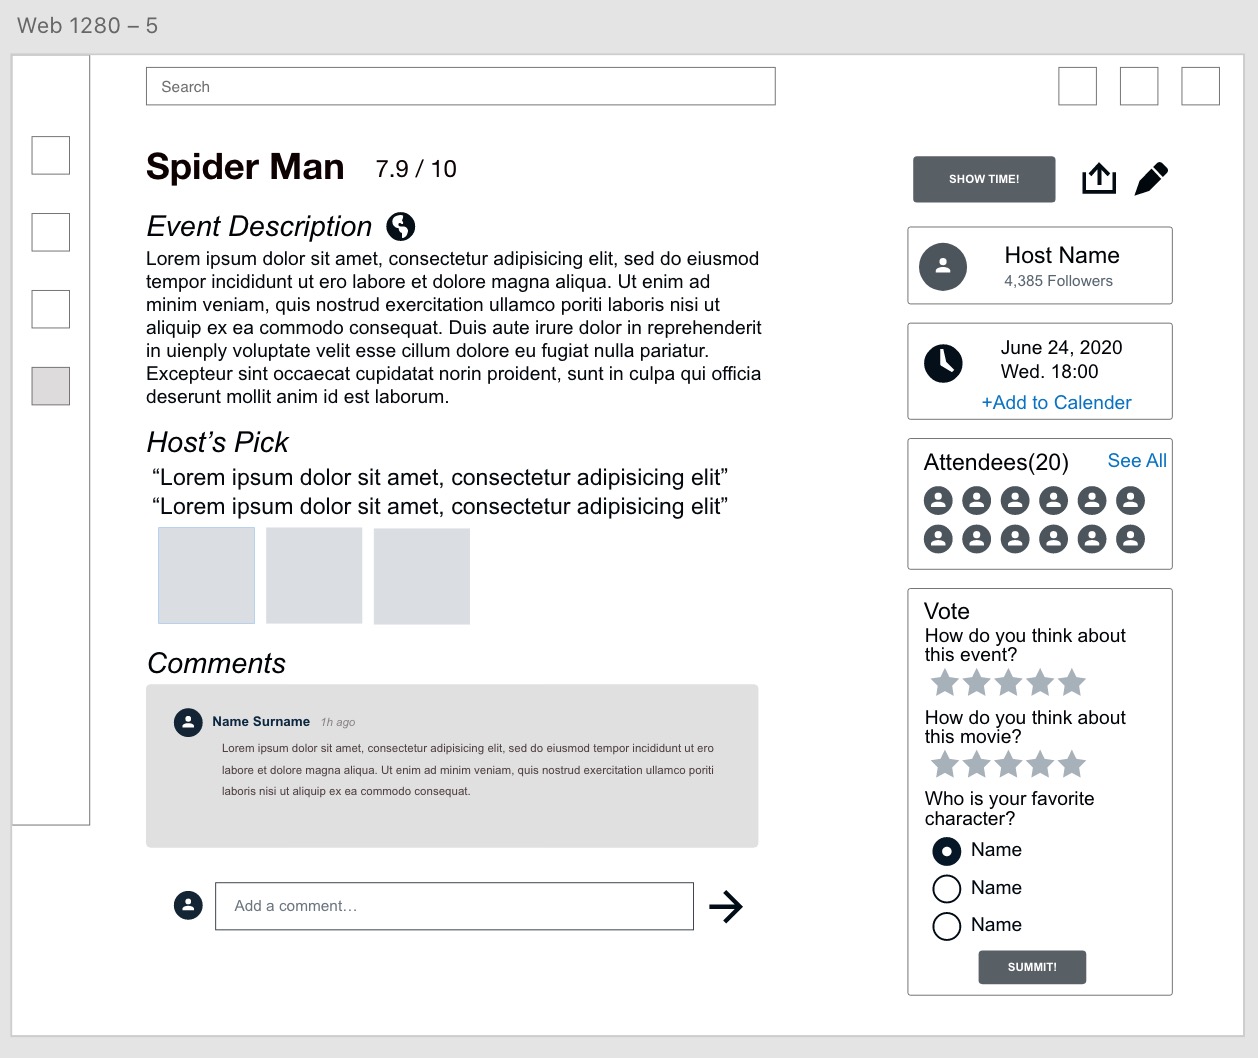 Web 1280 – 5
Search
Spider Man 7.9 / 10
Event Description
Lorem ipsum dolor sit amet, consectetur adipisicing elit, sed do eiusmod
tempor incididunt ut ero labore et dolore magna aliqua. Ut enim ad
minim veniam, quis nostrud exercitation ullamco poriti laboris nisi ut
aliquip ex ea commodo consequat. Duis aute irure dolor in reprehenderit
in uienply voluptate velit esse cillum dolore eu fugiat nulla pariatur.
Excepteur sint occaecat cupidatat norin proident, sunt in culpa qui officia
deserunt mollit anim id est laborum.
Host’s Pick
“Lorem ipsum dolor sit amet, consectetur adipisicing elit”
“Lorem ipsum dolor sit amet, consectetur adipisicing elit”
Comments
Name Surname 1h ago
Lorem ipsum dolor sit amet, consectetur adipisicing elit, sed do eiusmod tempor incididunt ut ero
labore et dolore magna aliqua. Ut enim ad minim veniam, quis nostrud exercitation ullamco poriti
laboris nisi ut aliquip ex ea commodo consequat.
Add a comment…
SHOW TIME!
Host Name
4,385 Followers
June 24, 2020
Wed. 18:00
+Add to Calender
Attendees(20) See All
Vote
How do you think about
this event?
How do you think about
this movie?
Who is your favorite
character?
Name
Name
Name
SUMMIT!